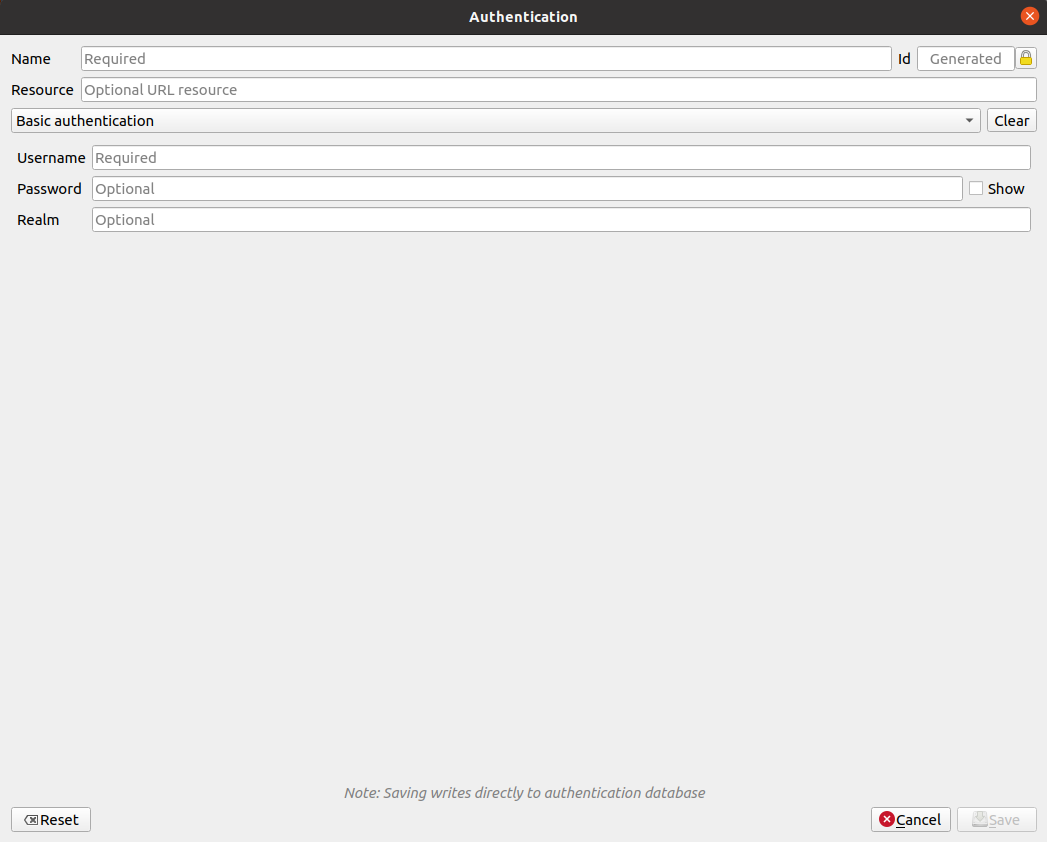 Authentication
Name Required Id Generated
Resource Optional URL resource
Basic authentication Clear
Username Required
Password Optional Show
Realm Optional
Note: Saving writes directly to authentication database
Reset Cancel Save